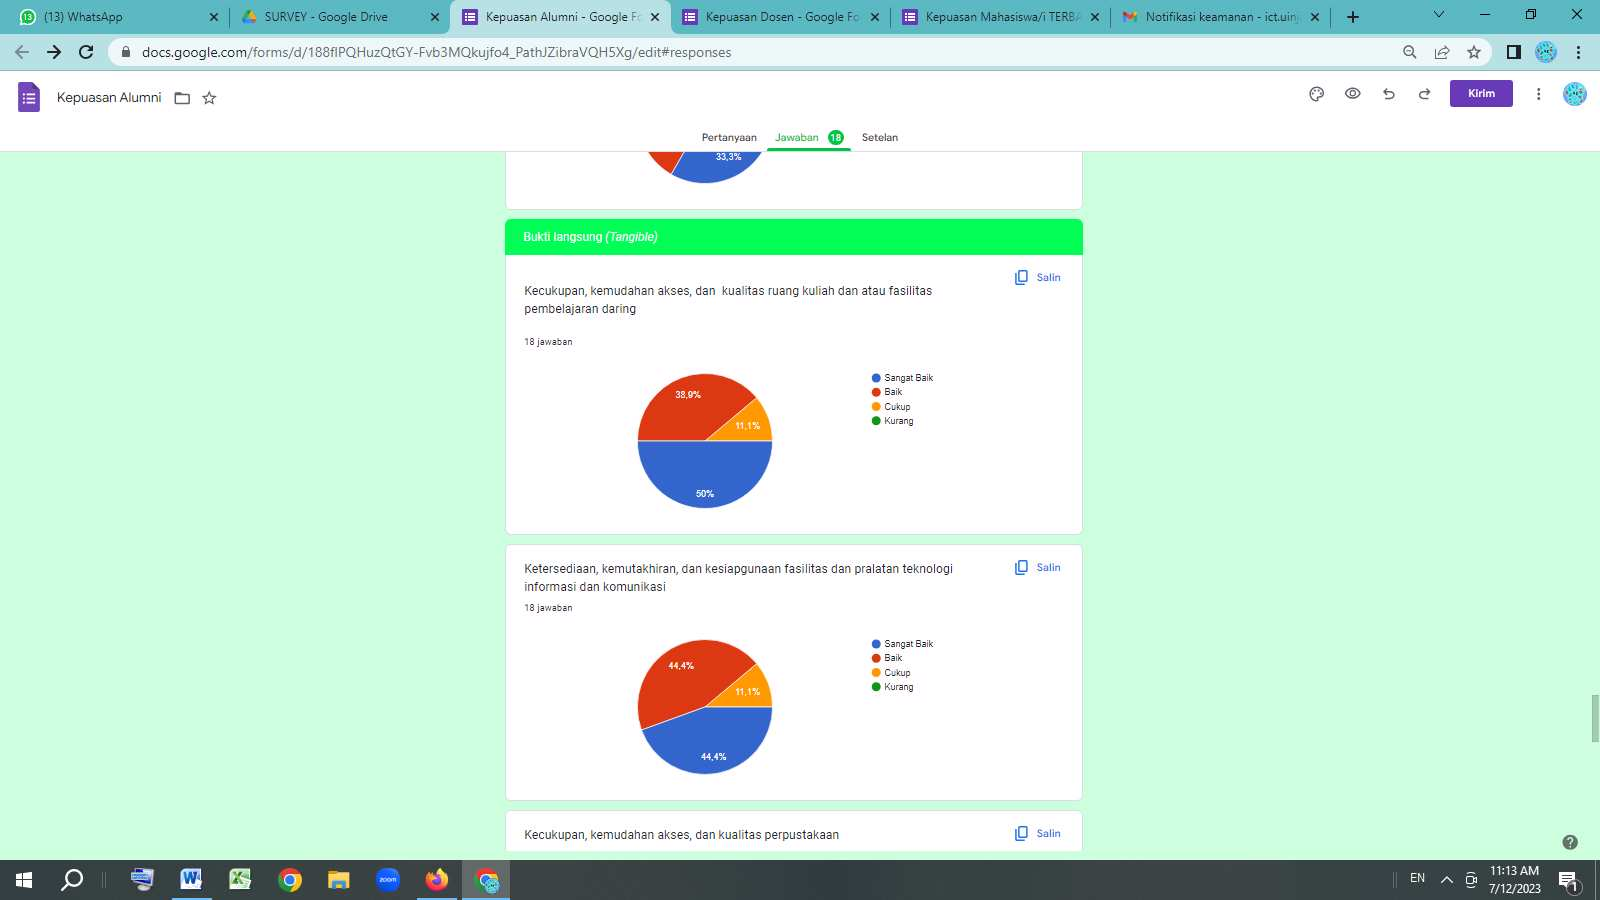 (13) WhatsApp
SURVEY - Google Drive
Kepuasan Alumni - Google Fo
Kepuasan Dosen - Google Fo
Kepuasan Mahasiswa/i TERBA
Notifikasi keamanan - ict.uinj
docs.google.com/forms/d/188flPQHuzQtGY-Fvb3MQkujfo4_PathJZibraVQH5Xg/edit#responses
Kepuasan Alumni
Kirim
Pertanyaan
Jawaban 18
Setelan
33,3%
Bukti langsung (Tangible)
Salin
Kecukupan, kemudahan akses, dan kualitas ruang kuliah dan atau fasilitas
pembelajaran daring
18 jawaban
38,9%
11,1%
50%
Sangat Baik
Baik
Cukup
Kurang
Salin
Ketersediaan, kemutakhiran, dan kesiapgunaan fasilitas dan pralatan teknologi
informasi dan komunikasi
18 jawaban
44,4%
11,1%
44,4%
Sangat Baik
Baik
Cukup
Kurang
Kecukupan, kemudahan akses, dan kualitas perpustakaan
Salin
zoom
EN
11:13 AM
7/12/2023
1